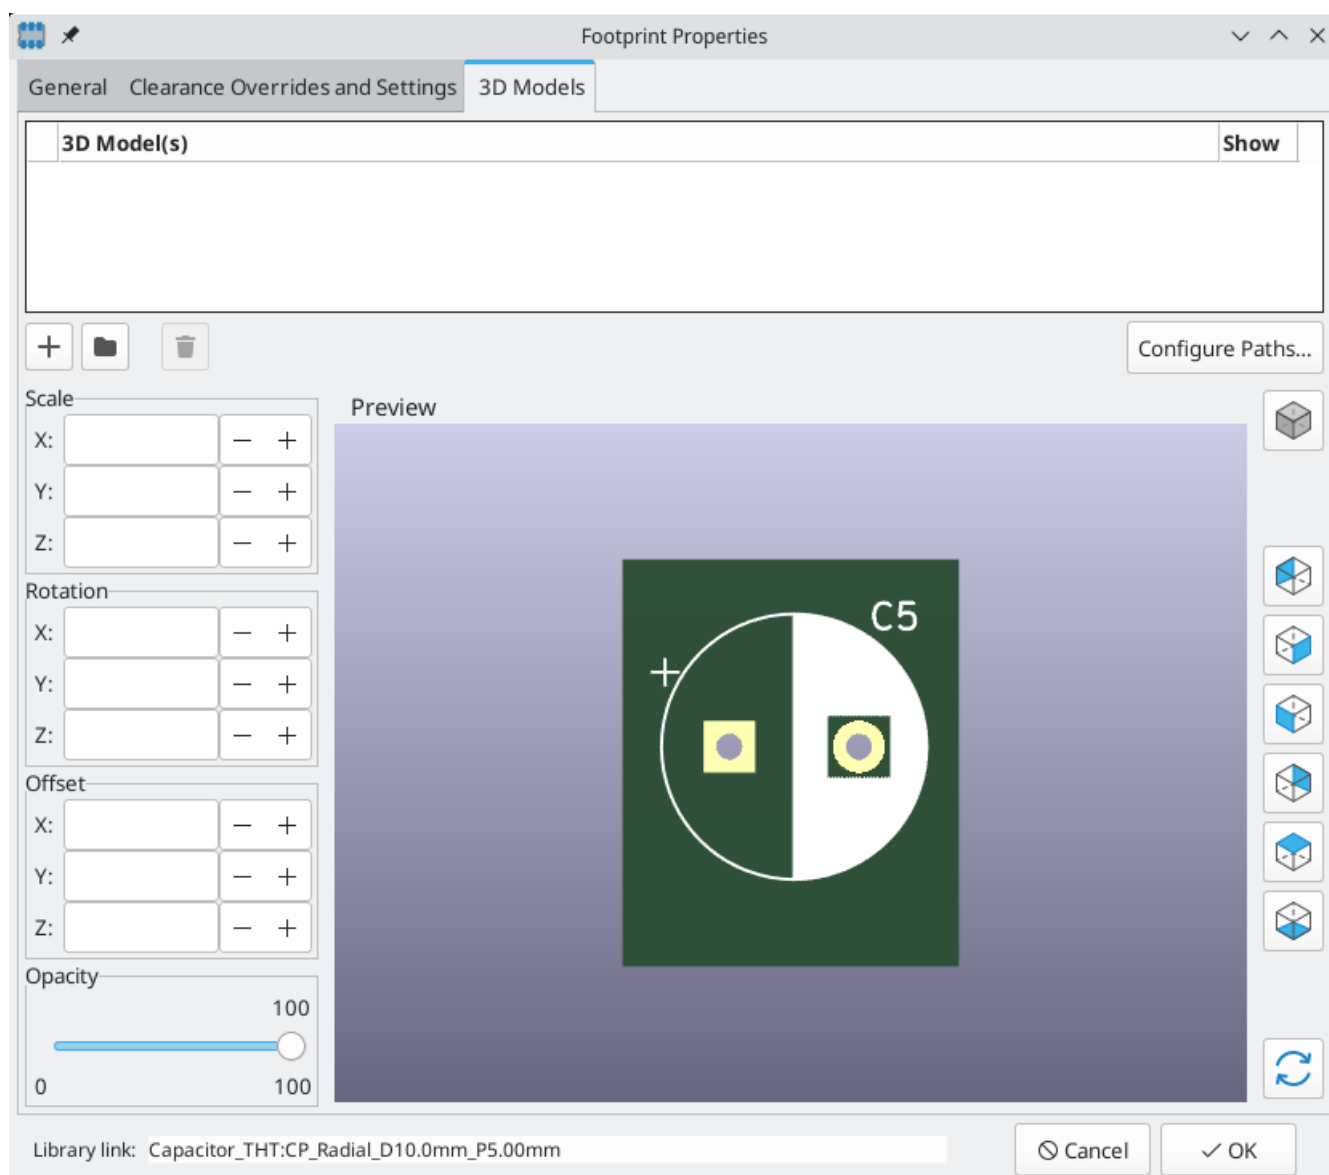 Footprint Properties
General Clearance Overrides and Settings 3D Models
3D Model(s) Show
Configure Paths...
Scale
X:
Y:
Z:
Rotation
X:
Y:
Z:
Offset
X:
Y:
Z:
Opacity
100
0 100
Preview
C5
+
Library link: Capacitor_THT:CP_Radial_D10.0mm_P5.00mm
Cancel OK